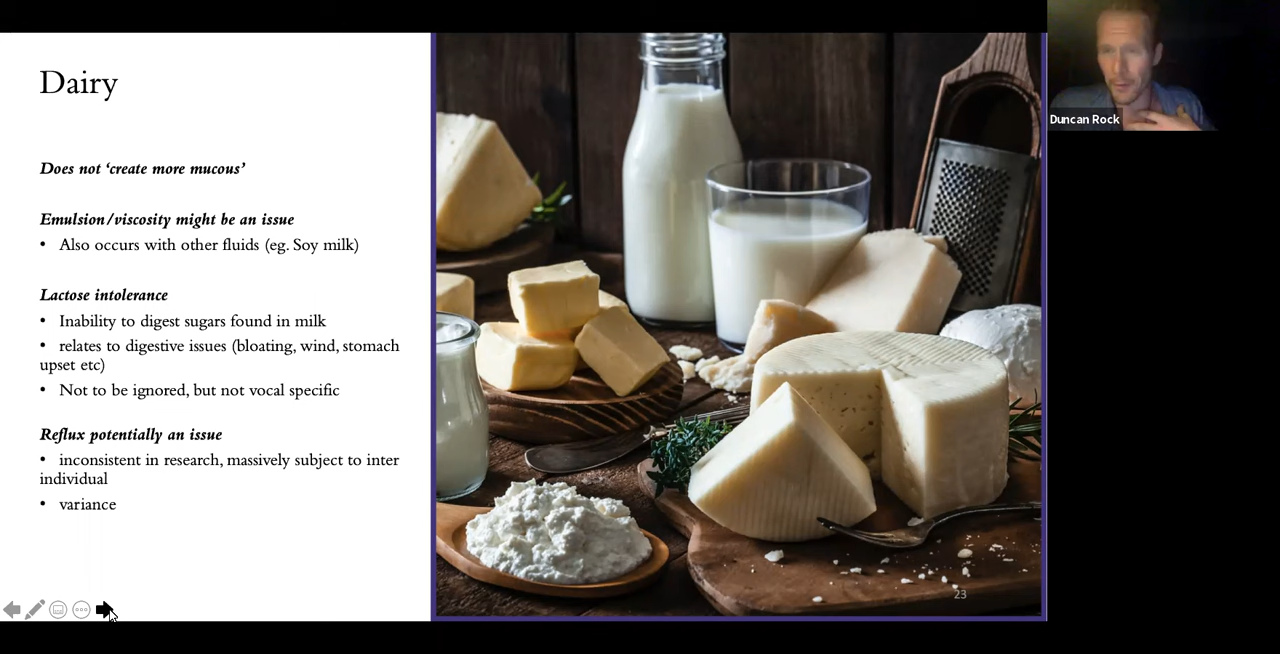 Dairy
Does not ‘create more mucous’
Emulsion/viscosity might be an issue
• Also occurs with other fluids (eg. Soy milk)
Lactose intolerance
• Inability to digest sugars found in milk
• relates to digestive issues (bloating, wind, stomach
upset etc)
• Not to be ignored, but not vocal specific
Reflux potentially an issue
• inconsistent in research, massively subject to inter
individual
• variance
23
Duncan Rock